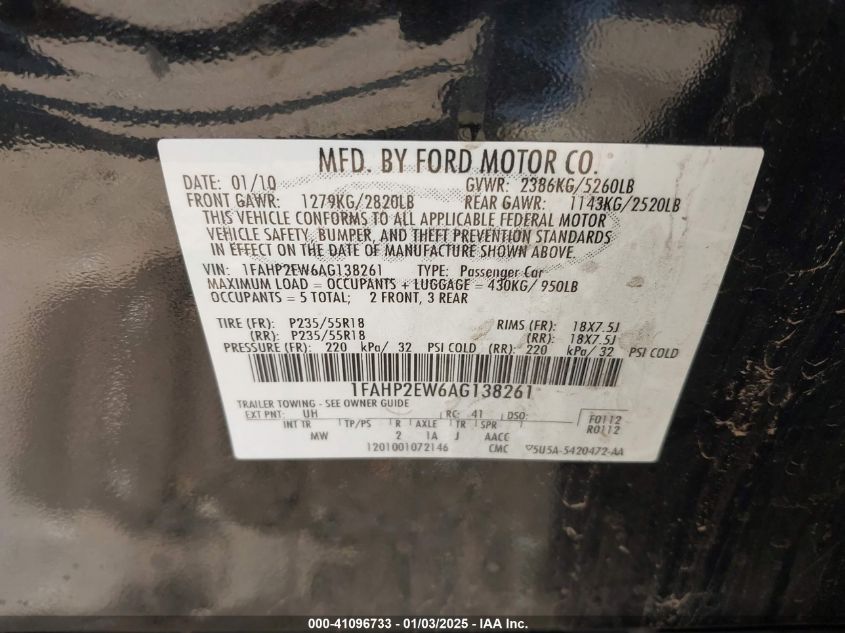 MFD. BY FORD MOTOR CO.
DATE: 01/10 GVWR: 2386KG/5260LB
FRONT GAWR: 1279KG/2820LB REAR GAWR: 1143KG/2520LB
THIS VEHICLE CONFORMS TO ALL APPLICABLE FEDERAL MOTOR
VEHICLE SAFETY, BUMPER, AND THEFT PREVENTION STANDARDS
IN EFFECT ON THE DATE OF MANUFACTURE SHOWN ABOVE.
VIN: 1FAHP2EW6AG138261 TYPE: Passenger Car
MAXIMUM LOAD = OCCUPANTS + LUGGAGE = 430KG/ 950LB
OCCUPANTS = 5 TOTAL; 2 FRONT, 3 REAR
TIRE (FR): P235/55R18 RIMS (FR): 18X7.5J
(RR): P235/55R18 (RR): 18X7.5J
PRESSURE (FR): 220 kPa/ 32 PSI COLD (RR): 220 kPa/ 32 PSI COLD
1FAHP2EW6AG138261
TRAILER TOWING - SEE OWNER GUIDE
EXT PNT: UH RC: 41 DSO: F0112
INT TR TP/PS R AXLE TR SPR R0112
MW 2 1A J AACC
1201001072146 CMC 5U5A-5420472-AA
000-41096733 - 01/03/2025 - IAA Inc.